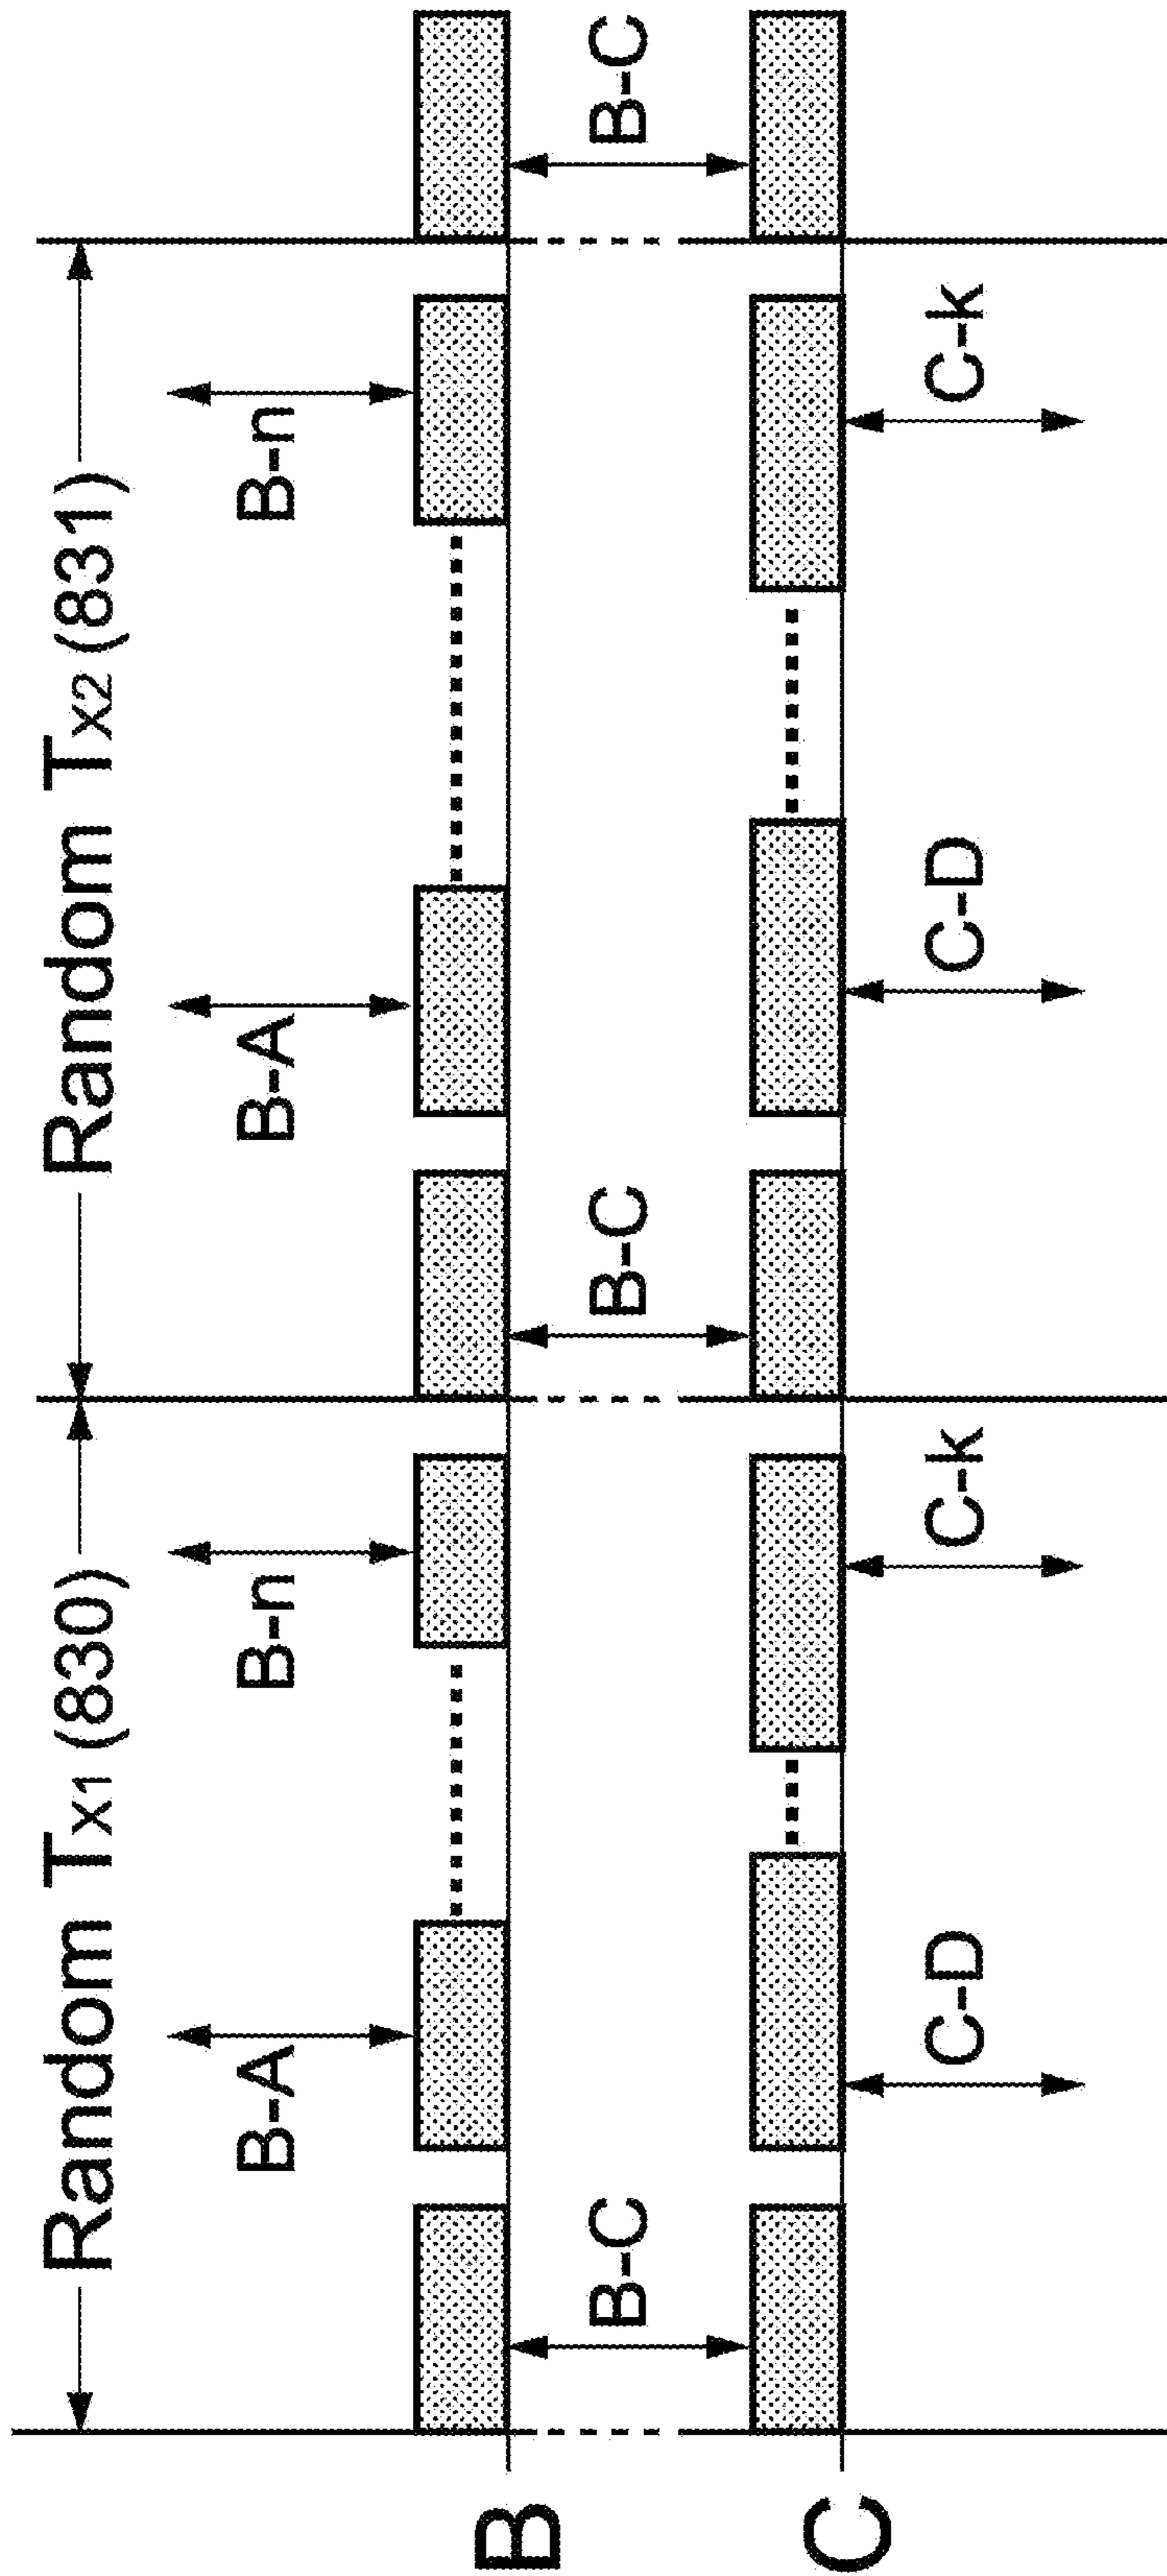 Random Tx1 (830)
Random Tx2 (831)
B-A
B-n
B-A
B-n
B
B-C
B-C
B-C
C
C-D
C-k
C-D
C-k